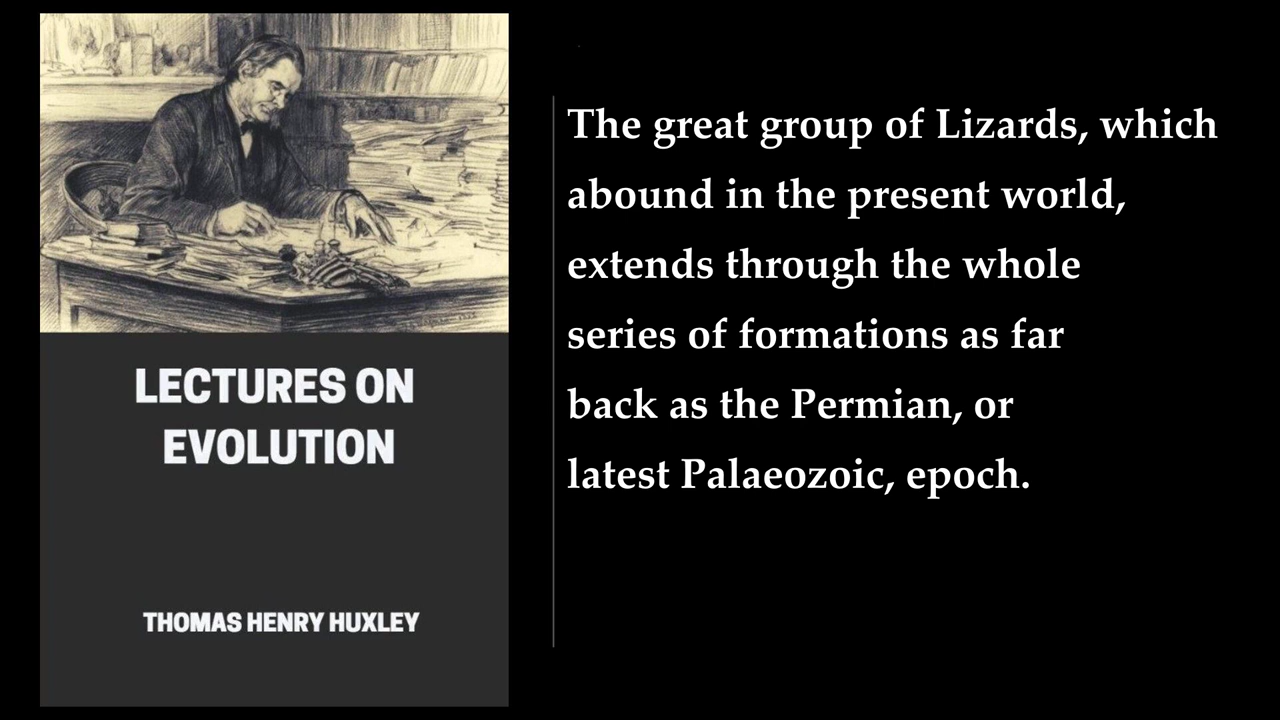 LECTURES ON
EVOLUTION
THOMAS HENRY HUXLEY
The great group of Lizards, which
abound in the present world,
extends through the whole
series of formations as far
back as the Permian, or
latest Palaeozoic, epoch.